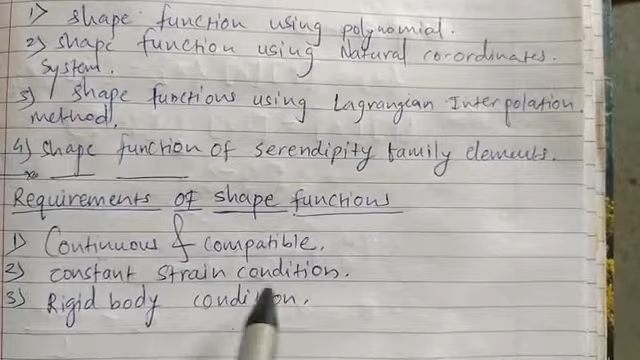 1) shape function using polynomial.
2) shape function using Natural co-ordinates.
System.
3) shape functions using Lagrangian Interpolation
method.
4) shape function of serendipity family elements.
Requirements of shape functions
1) Continuous & compatible.
2) constant strain condition.
3) Rigid body condition.